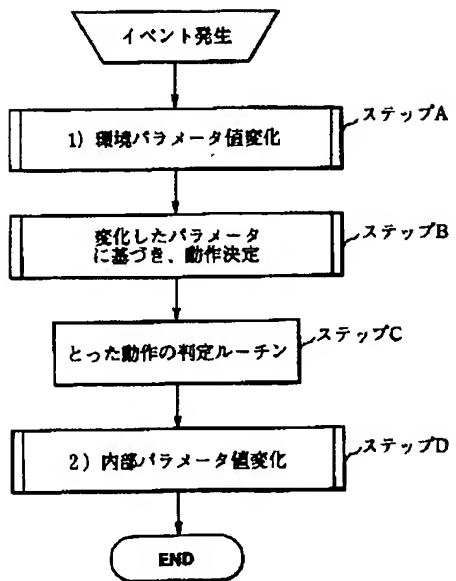 イベント発生
ステップA
1) 環境パラメータ値変化
ステップB
変化したパラメータ
に基づき、動作決定
ステップC
とった動作の判定ルーチン
ステップD
2) 内部パラメータ値変化
END